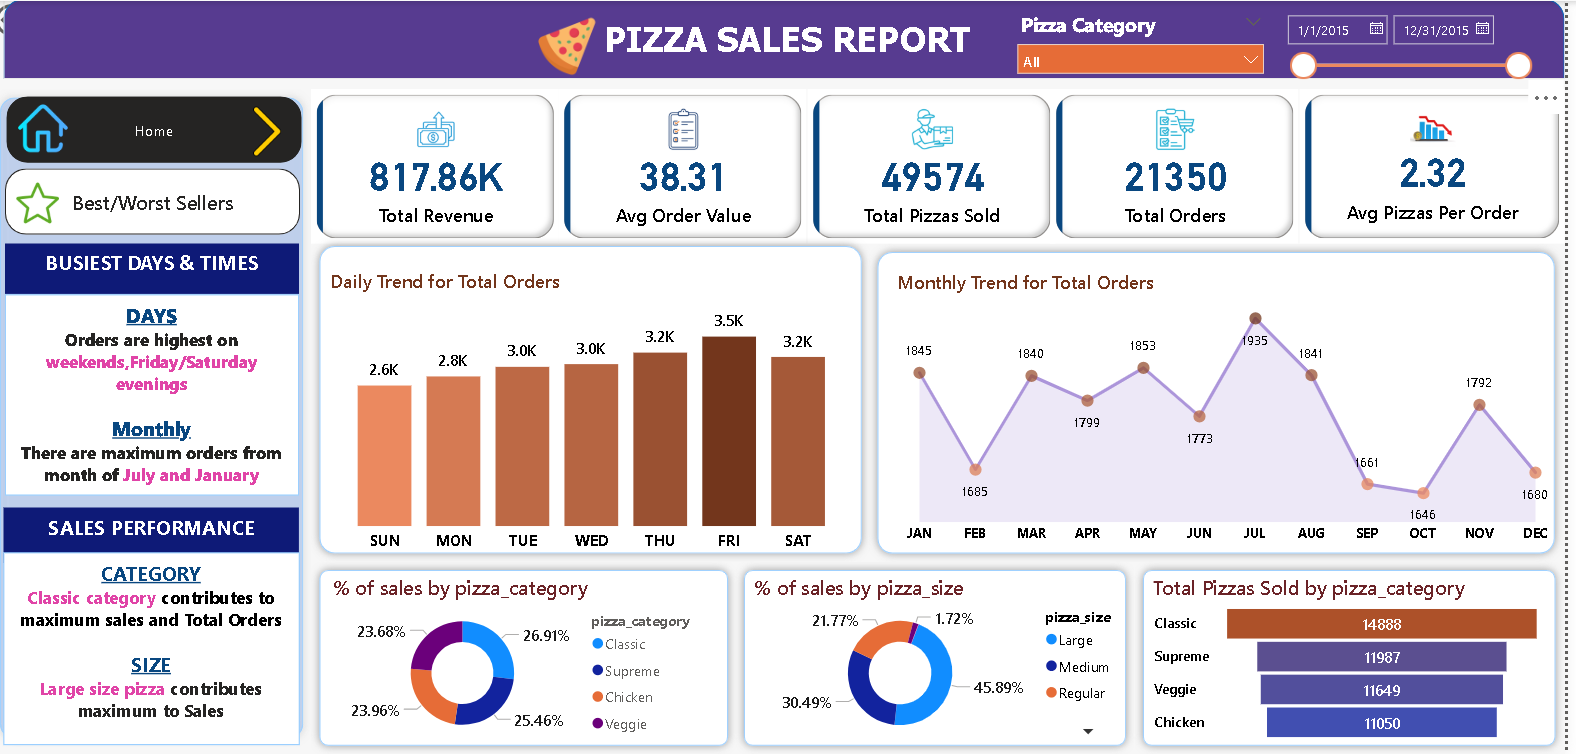 PIZZA SALES REPORT
Pizza Category
All
1/1/2015
12/31/2015
Home
Best/Worst Sellers
BUSIEST DAYS & TIMES
DAYS
Orders are highest on
weekends,Friday/Saturday
evenings
Monthly
There are maximum orders from
month of July and January
SALES PERFORMANCE
CATEGORY
Classic category contributes to
maximum sales and Total Orders
SIZE
Large size pizza contributes
maximum to Sales
817.86K
Total Revenue
38.31
Avg Order Value
49574
Total Pizzas Sold
21350
Total Orders
2.32
Avg Pizzas Per Order
Daily Trend for Total Orders
2.6K
2.8K
3.0K
3.0K
3.2K
3.5K
3.2K
SUN MON TUE WED THU FRI SAT
Monthly Trend for Total Orders
1845
1685
1840
1799
1853
1773
1935
1841
1661
1646
1792
1680
JAN FEB MAR APR MAY JUN JUL AUG SEP OCT NOV DEC
% of sales by pizza_category
23.68%
26.91%
23.96%
25.46%
pizza_category
Classic
Supreme
Chicken
Veggie
% of sales by pizza_size
21.77%
1.72%
30.49%
45.89%
pizza_size
Large
Medium
Regular
Total Pizzas Sold by pizza_category
Classic 14888
Supreme 11987
Veggie 11649
Chicken 11050